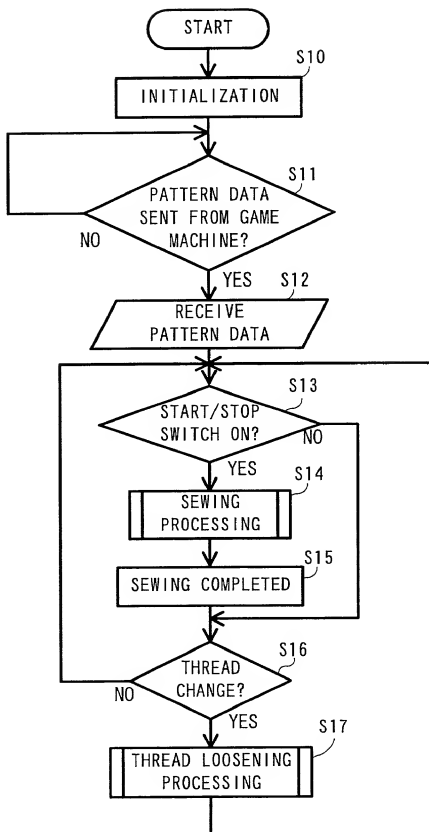 START
S10
INITIALIZATION
S11
PATTERN DATA
SENT FROM GAME
MACHINE?
NO
YES
S12
RECEIVE
PATTERN DATA
S13
START/STOP
SWITCH ON?
NO
YES
S14
SEWING
PROCESSING
S15
SEWING COMPLETED
S16
THREAD
CHANGE?
NO
YES
S17
THREAD LOOSENING
PROCESSING